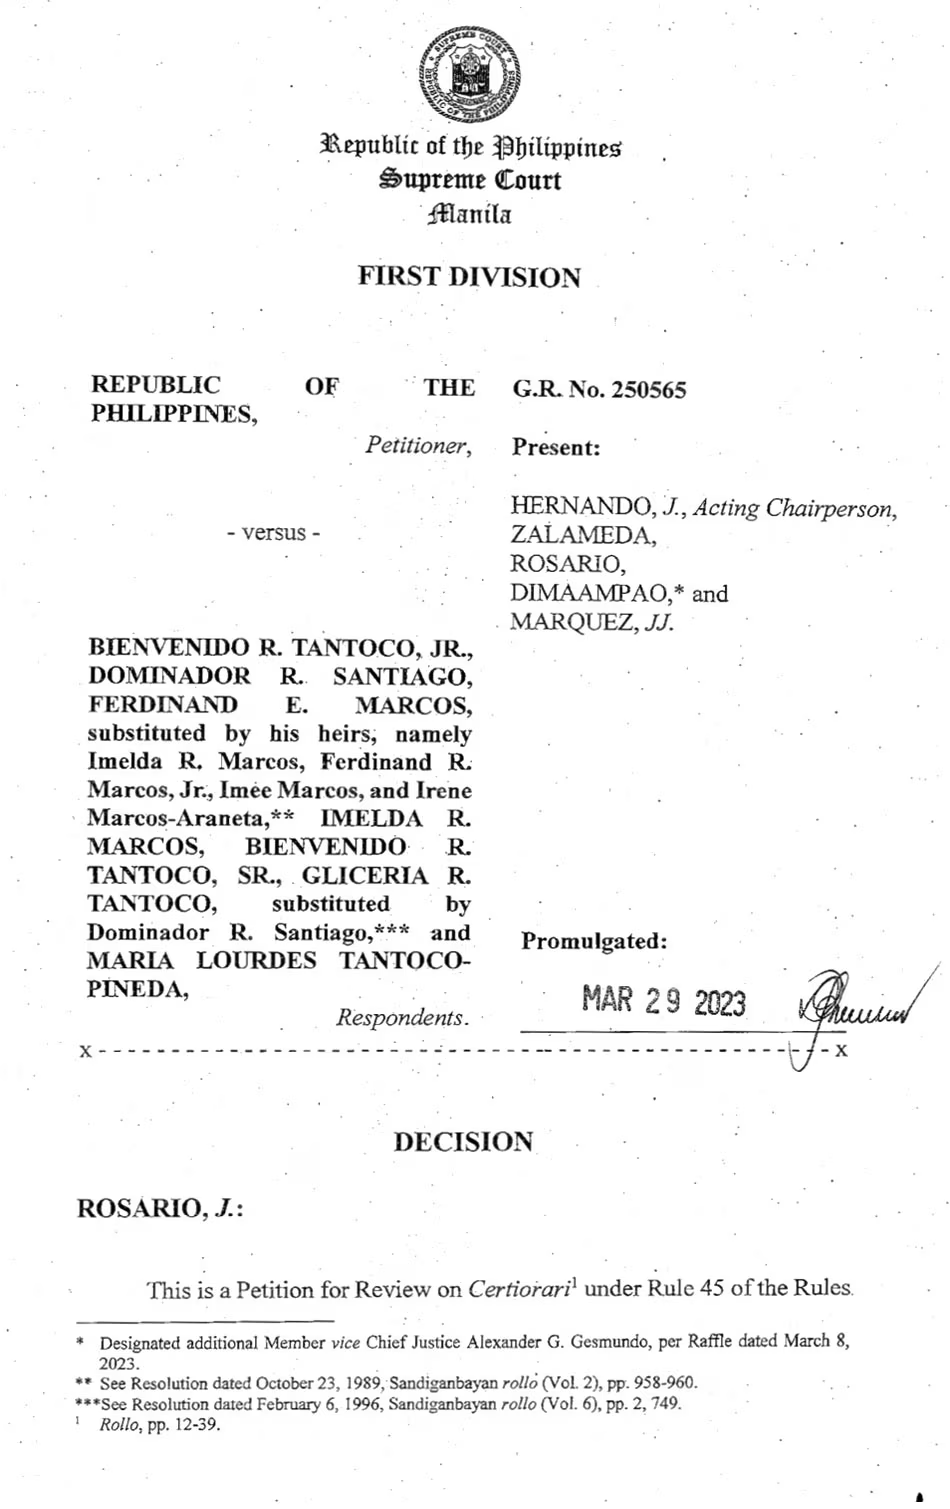 SUPREME COURT
REPUBLIC OF THE PHILIPPINES
Republic of the Philippines
Supreme Court
Manila
FIRST DIVISION
REPUBLIC OF THE
PHILIPPINES,
Petitioner,
- versus -
BIENVENIDO R. TANTOCO, JR.,
DOMINADOR R. SANTIAGO,
FERDINAND E. MARCOS,
substituted by his heirs, namely
Imelda R. Marcos, Ferdinand R.
Marcos, Jr., Imee Marcos, and Irene
Marcos-Araneta,** IMELDA R.
MARCOS, BIENVENIDO R.
TANTOCO, SR., GLICERIA R.
TANTOCO, substituted by
Dominador R. Santiago,*** and
MARIA LOURDES TANTOCO-
PINEDA,
Respondents.
G.R. No. 250565
Present:
HERNANDO, J., Acting Chairperson,
ZALAMEDA,
ROSARIO,
DIMAAMPAO,* and
MARQUEZ, JJ.
Promulgated:
MAR 29 2023
x - - - - - - - - - - - - - - - - - - - - - - - - - - - - - - - - - - - - - - - - - - - - - - - - - - - - - - - - - - x
DECISION
ROSARIO, J.:
This is a Petition for Review on Certiorari1 under Rule 45 of the Rules
* Designated additional Member vice Chief Justice Alexander G. Gesmundo, per Raffle dated March 8,
2023.
** See Resolution dated October 23, 1989, Sandiganbayan rollo (Vol. 2), pp. 958-960.
***See Resolution dated February 6, 1996, Sandiganbayan rollo (Vol. 6), pp. 2, 749.
1 Rollo, pp. 12-39.